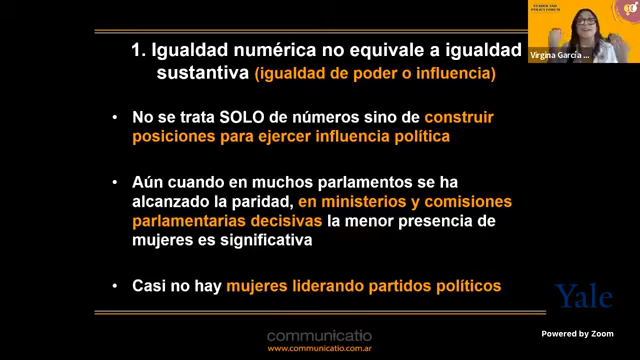 1. Igualdad numérica no equivale a igualdad
sustantiva (igualdad de poder o influencia)
Virgina García ...
• No se trata SOLO de números sino de construir
posiciones para ejercer influencia política
• Aún cuando en muchos parlamentos se ha
alcanzado la paridad, en ministerios y comisiones
parlamentarias decisivas la menor presencia de
mujeres es significativa
• Casi no hay mujeres liderando partidos políticos
Yale
communicatio
www.communicatio.com.ar
Powered by Zoom